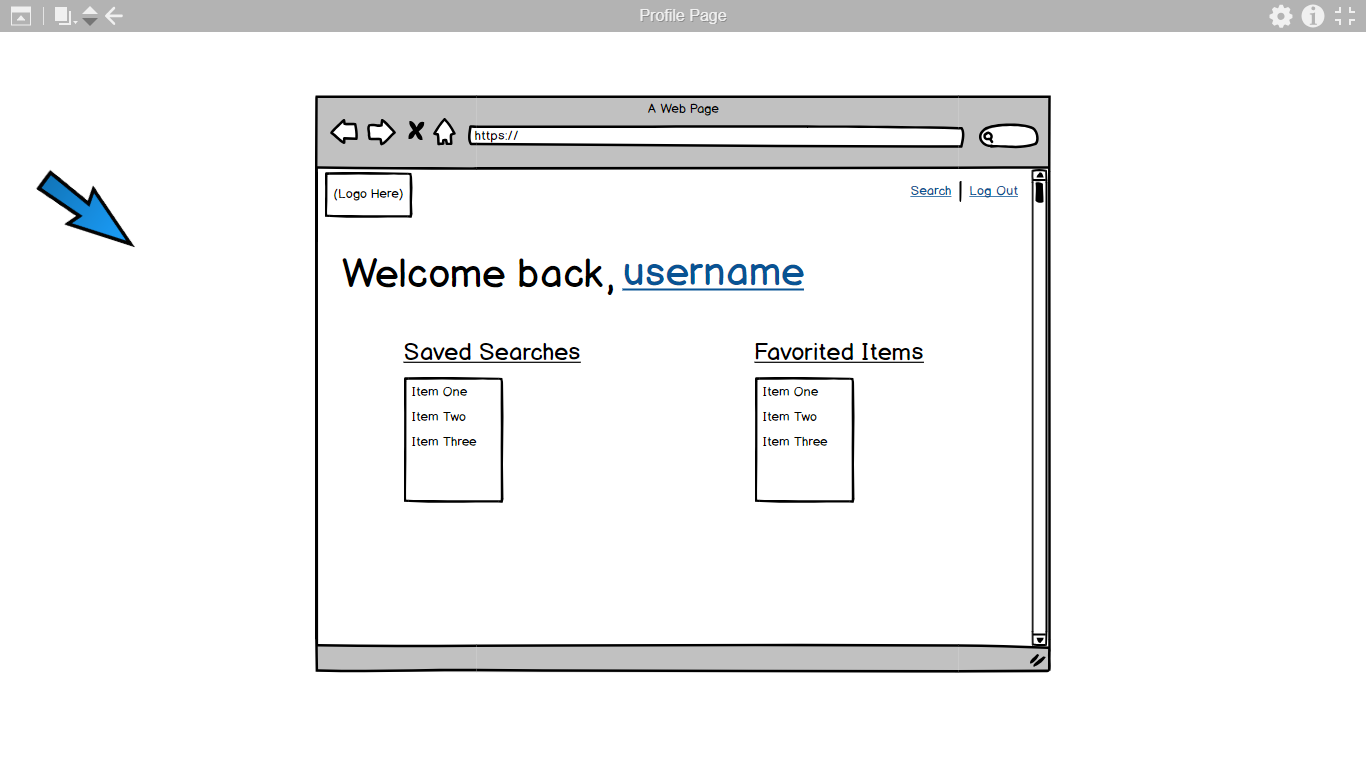 Profile Page
A Web Page
https://
(Logo Here)
Search
Log Out
Welcome back, username
Saved Searches
Item One
Item Two
Item Three
Favorited Items
Item One
Item Two
Item Three